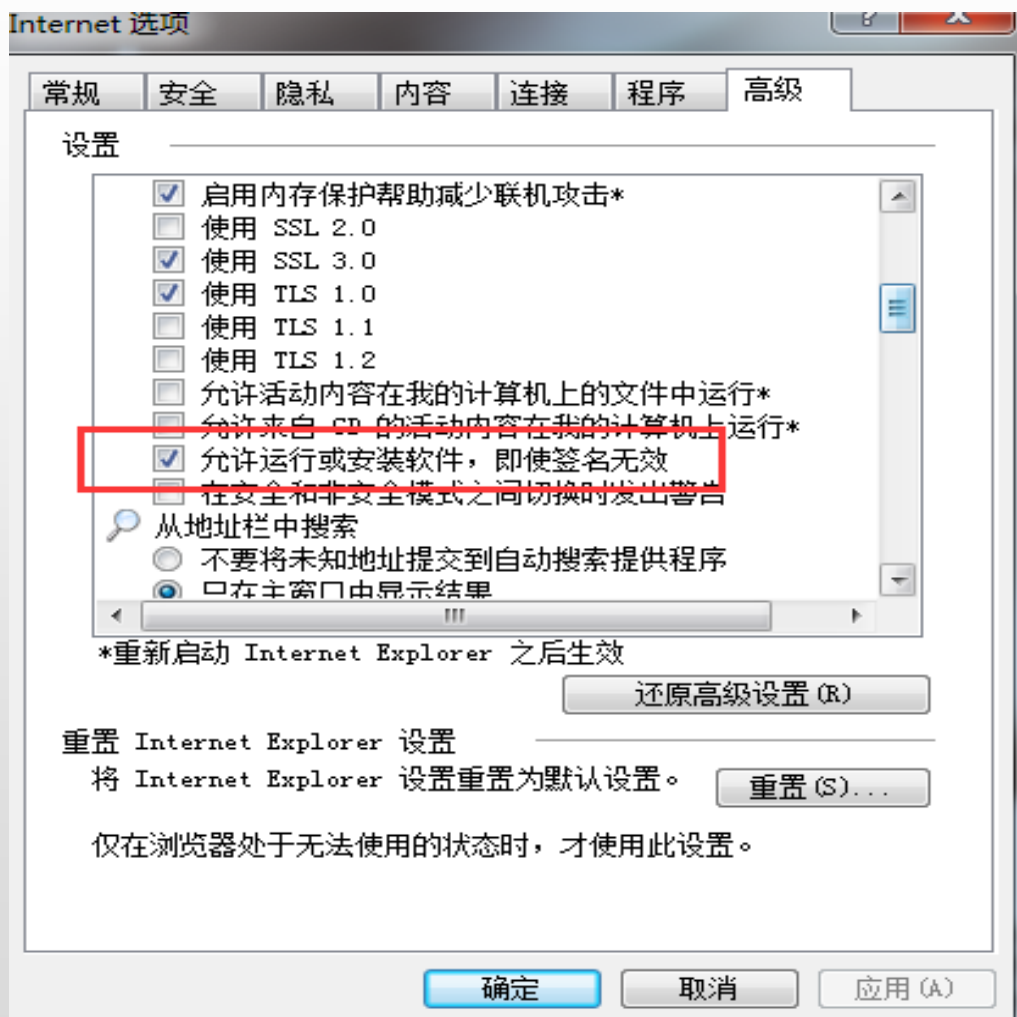 Internet 选项
常规 安全 隐私 内容 连接 程序 高级
设置
启用内存保护帮助减少联机攻击*
使用 SSL 2.0
使用 SSL 3.0
使用 TLS 1.0
使用 TLS 1.1
使用 TLS 1.2
允许活动内容在我的计算机上的文件中运行*
允许来自 CD 的活动内容在我的计算机上运行*
允许运行或安装软件，即使签名无效
在安全和非安全模式之间切换时发出警告
从地址栏中搜索
不要将未知地址提交到自动搜索提供程序
只在主窗口中显示结果
*重新启动 Internet Explorer 之后生效
还原高级设置(R)
重置 Internet Explorer 设置
将 Internet Explorer 设置重置为默认设置。
重置(S)...
仅在浏览器处于无法使用的状态时，才使用此设置。
确定 取消 应用(A)